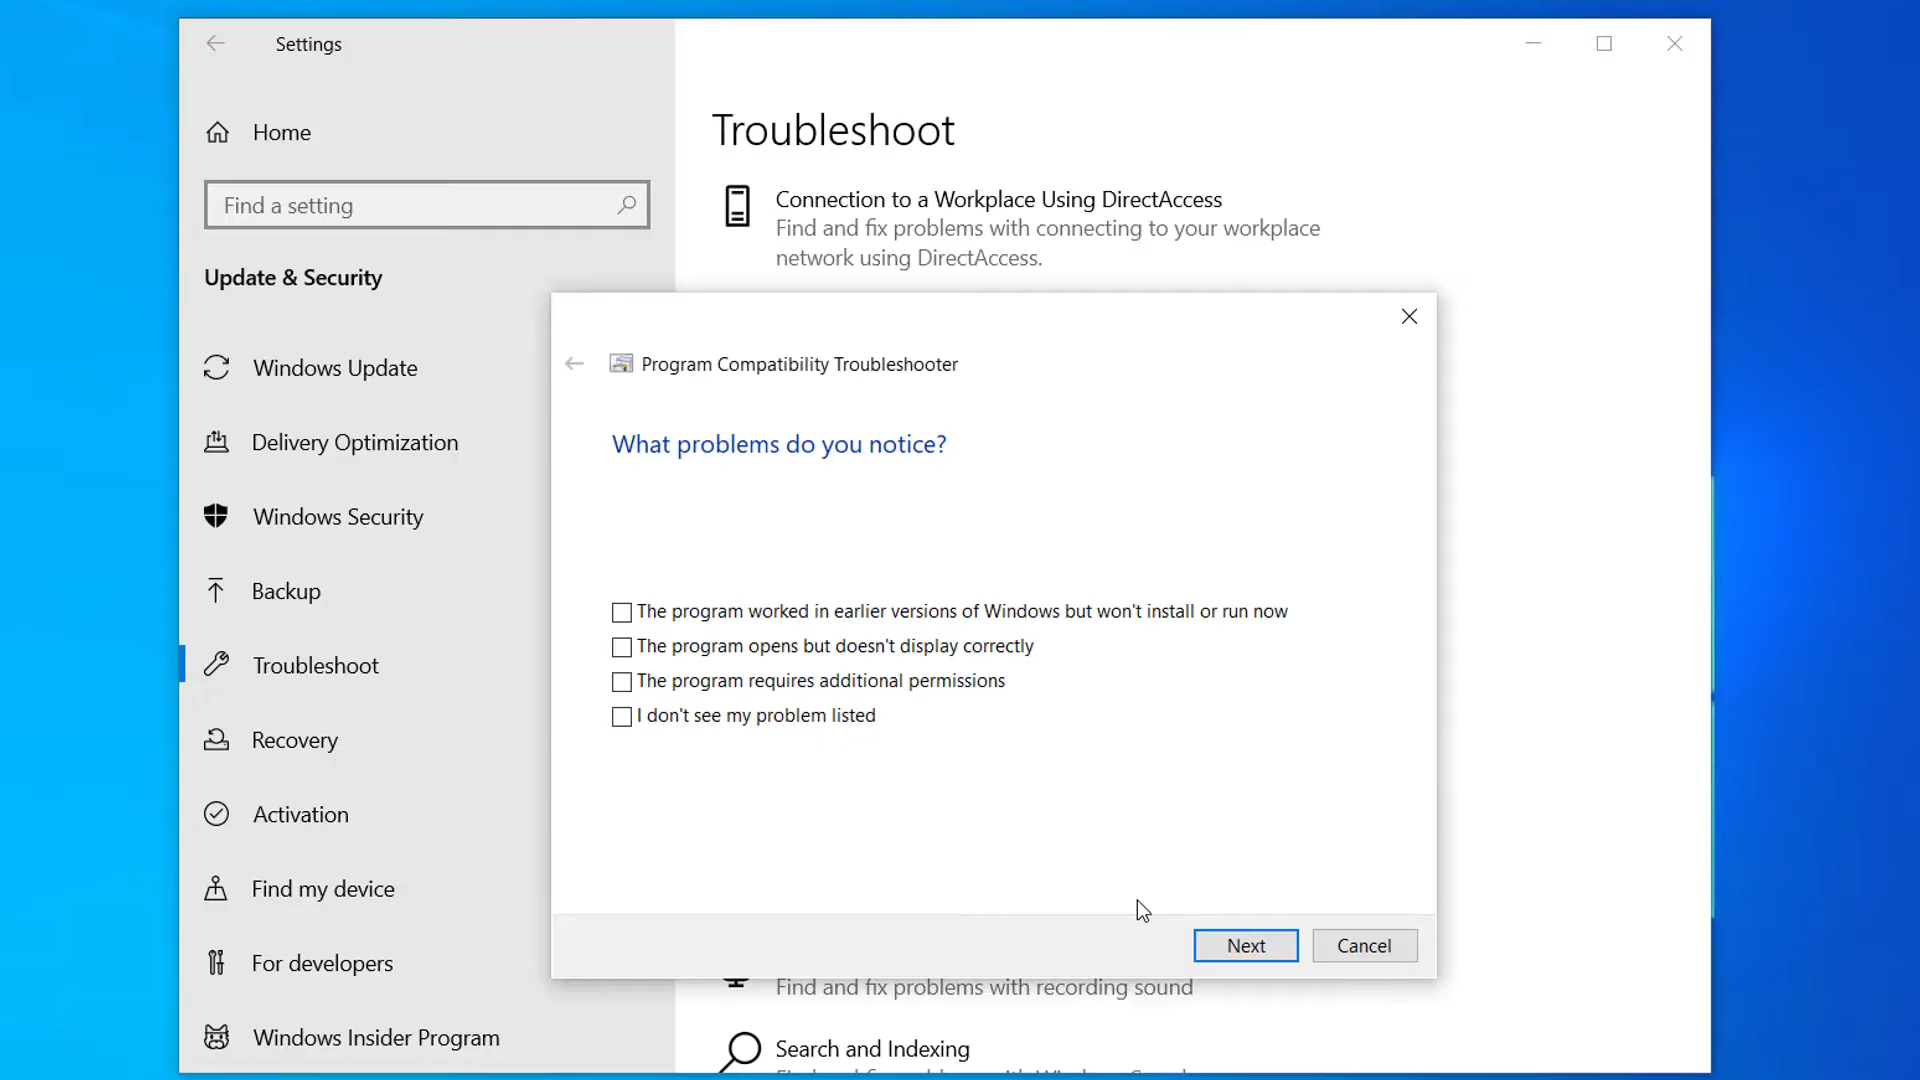 Settings
Home
Find a setting
Update & Security
Windows Update
Delivery Optimization
Windows Security
Backup
Troubleshoot
Recovery
Activation
Find my device
For developers
Windows Insider Program
Troubleshoot
Connection to a Workplace Using DirectAccess
Find and fix problems with connecting to your workplace
network using DirectAccess.
Program Compatibility Troubleshooter
What problems do you notice?
The program worked in earlier versions of Windows but won't install or run now
The program opens but doesn't display correctly
The program requires additional permissions
I don't see my problem listed
Next
Cancel
Find and fix problems with recording sound
Search and Indexing